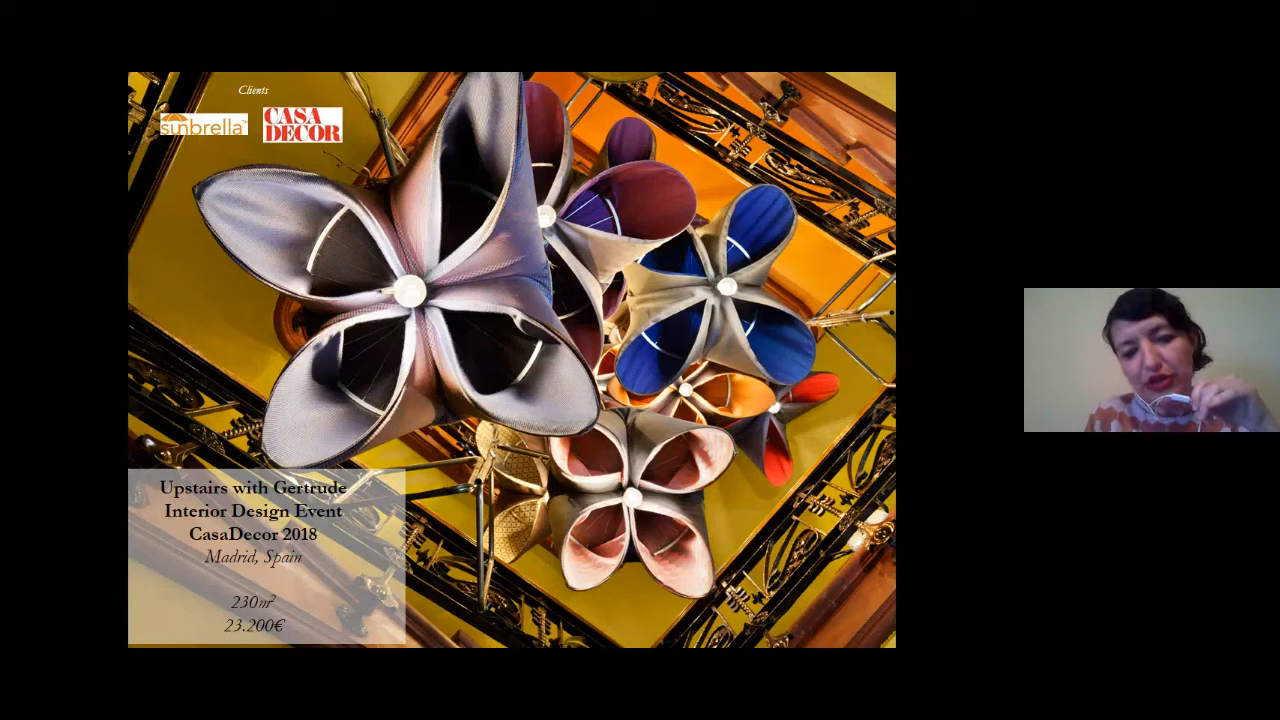 Clients
sunbrella
CASA
DECOR
Upstairs with Gertrude
Interior Design Event
CasaDecor 2018
Madrid, Spain
230m²
23.200€